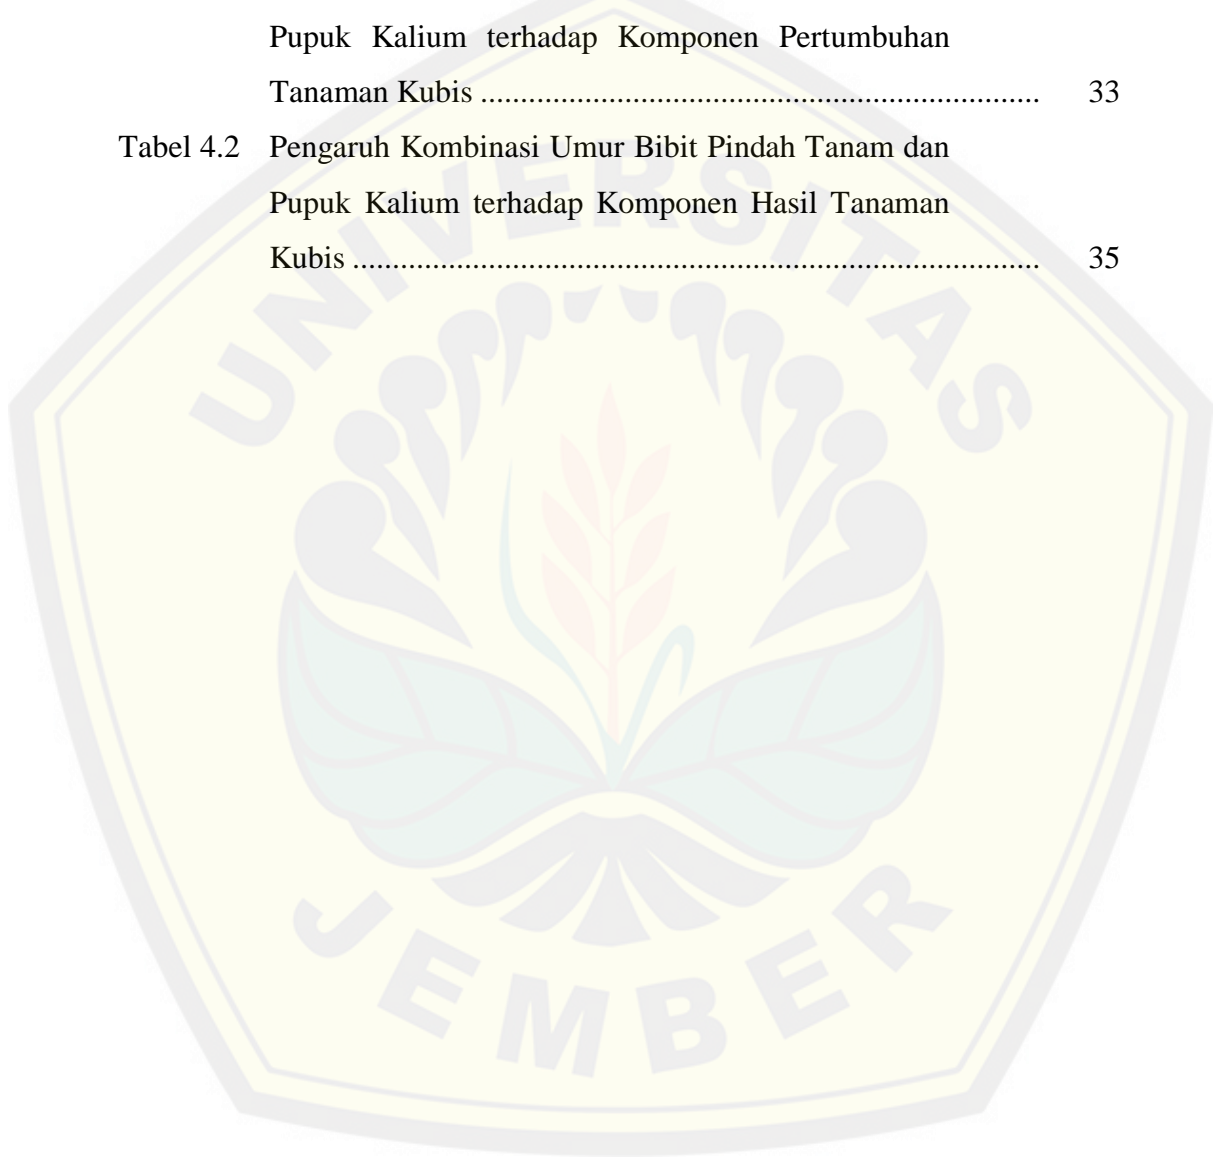 Pupuk Kalium terhadap Komponen Pertumbuhan
Tanaman Kubis ...................................................................... 33
Tabel 4.2 Pengaruh Kombinasi Umur Bibit Pindah Tanam dan
Pupuk Kalium terhadap Komponen Hasil Tanaman
Kubis ...................................................................................... 35
UNIVERSITAS
JEMBER